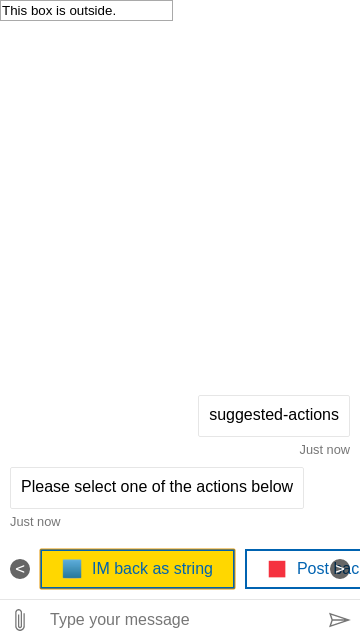 This box is outside.
suggested-actions
Just now
Please select one of the actions below
Just now
< IM back as string Post >
Type your message